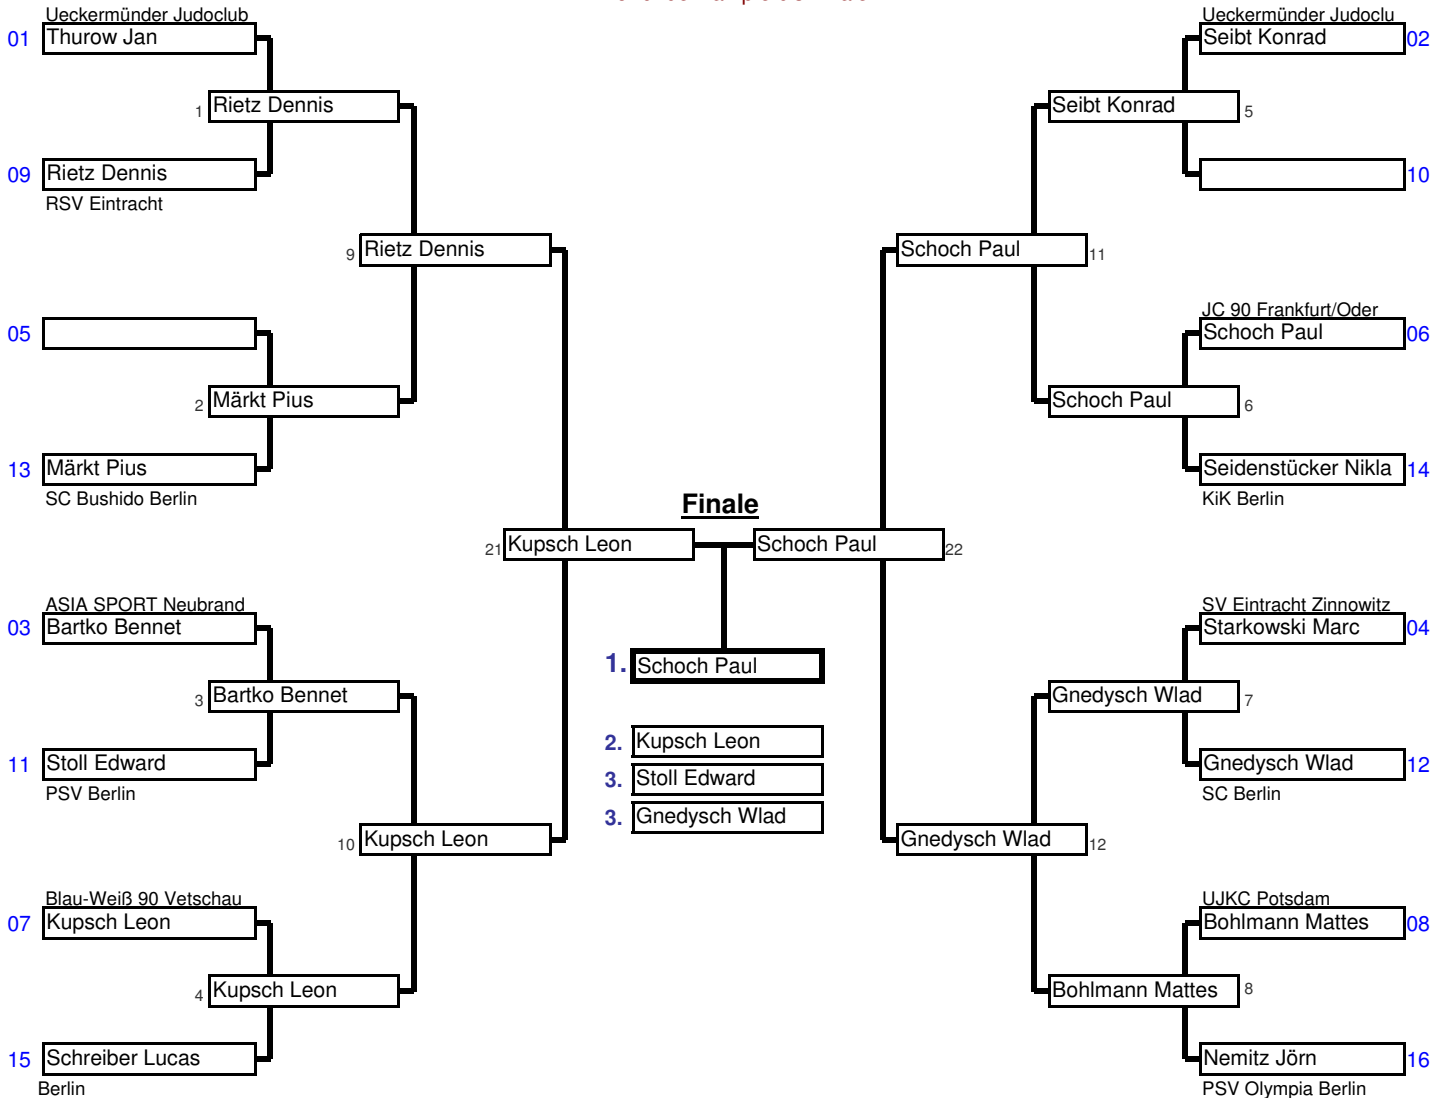 Ueckermünder Judoclub
01 Thurow Jan
1 Rietz Dennis
09 Rietz Dennis
RSV Eintracht
9 Rietz Dennis
05
2 Märkt Pius
13 Märkt Pius
SC Bushido Berlin
21 Kupsch Leon
ASIA SPORT Neubrand
03 Bartko Bennet
3 Bartko Bennet
11 Stoll Edward
PSV Berlin
10 Kupsch Leon
Blau-Weiß 90 Vetschau
07 Kupsch Leon
4 Kupsch Leon
15 Schreiber Lucas
Berlin
Finale
1. Schoch Paul
2. Kupsch Leon
3. Stoll Edward
3. Gnedysch Wlad
Ueckermünder Judoclu
Seibt Konrad 02
Seibt Konrad 5
10
Schoch Paul 11
JC 90 Frankfurt/Oder
Schoch Paul 06
Schoch Paul 6
Seidenstücker Nikla 14
KiK Berlin
Schoch Paul 22
SV Eintracht Zinnowitz
Starkowski Marc 04
Gnedysch Wlad 7
Gnedysch Wlad 12
SC Berlin
Gnedysch Wlad 12
UJKC Potsdam
Bohlmann Mattes 08
Bohlmann Mattes 8
Nemitz Jörn 16
PSV Olympia Berlin